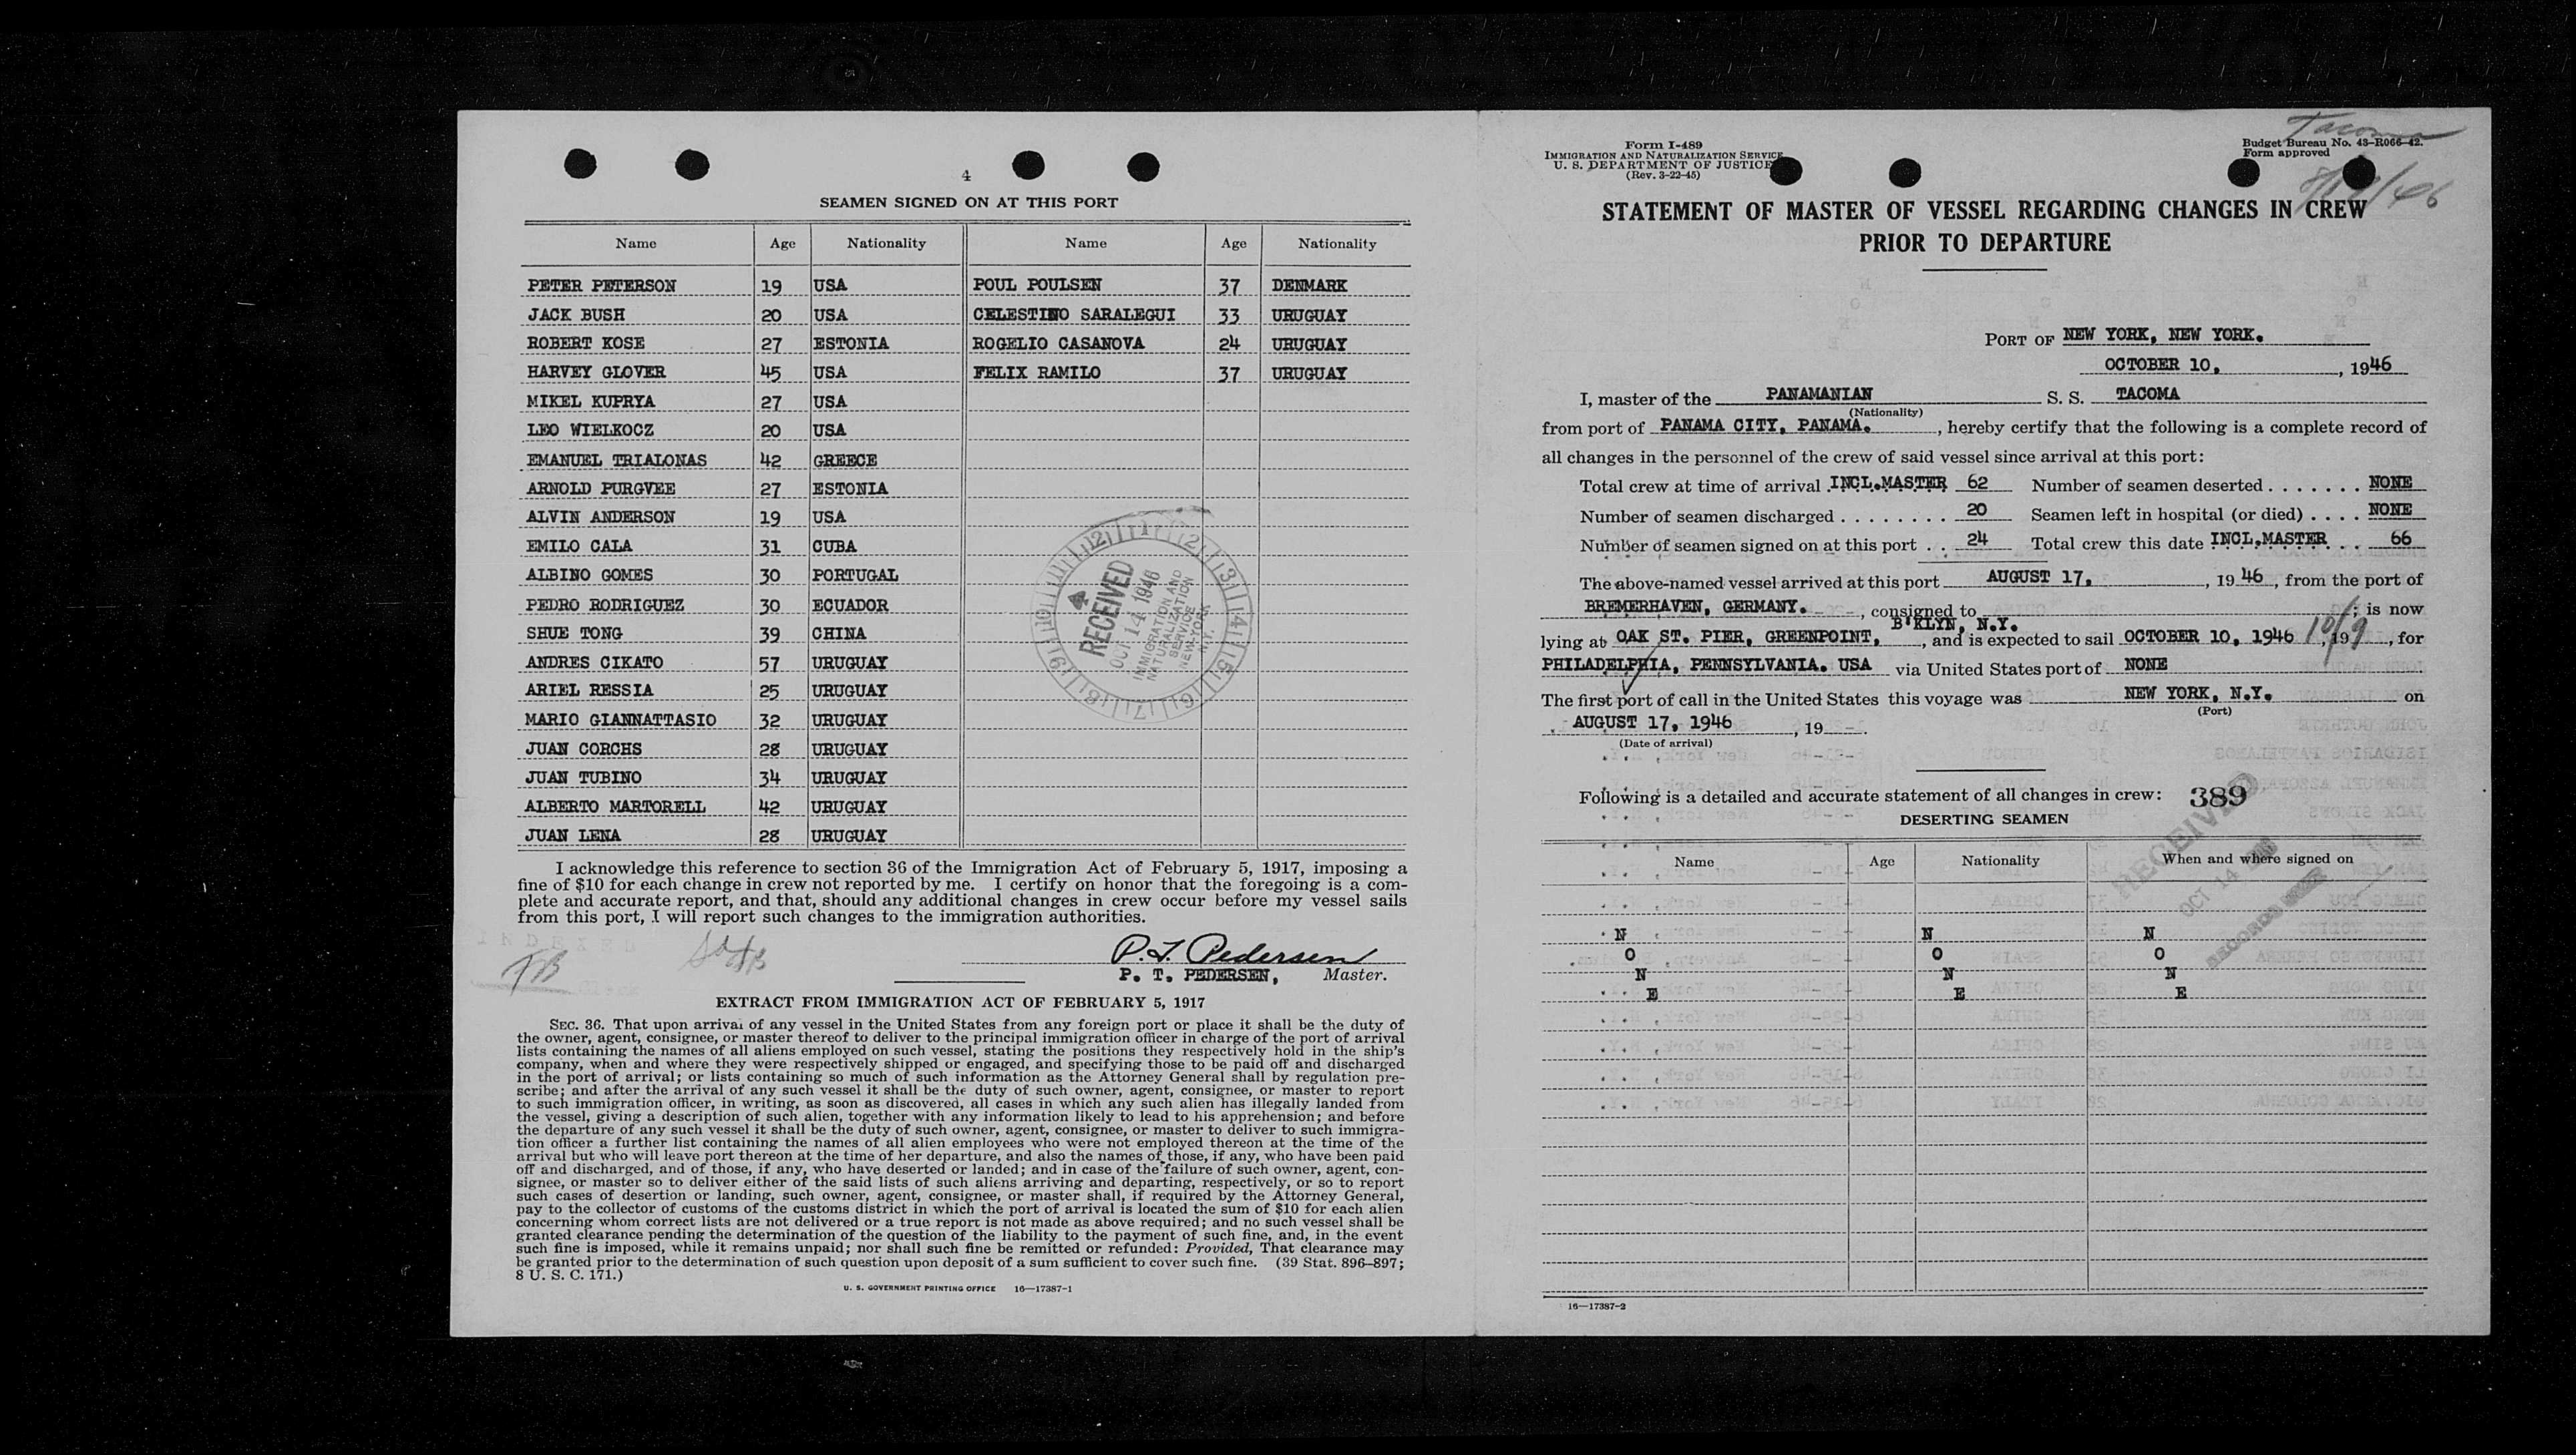 4
SEAMEN SIGNED ON AT THIS PORT
Name Age Nationality Name Age Nationality
PETER PETERSON 19 USA POUL POULSEN 37 DENMARK
JACK BUSH 20 USA CELESTINO SARALEGUI 33 URUGUAY
ROBERT KOSE 27 ESTONIA ROGELIO CASANOVA 24 URUGUAY
HARVEY GLOVER 45 USA FELIX RAMILO 37 URUGUAY
MIKEL KUPRYA 27 USA
LEO WIELKOCZ 20 USA
EMANUEL TRIALONAS 42 GREECE
ARNOLD PURGVEE 27 ESTONIA
ALVIN ANDERSON 19 USA
EMILO CALA 31 CUBA
ALBINO GOMES 30 PORTUGAL
PEDRO RODRIGUEZ 30 ECUADOR
SHUE TONG 39 CHINA
ANDRES CIKATO 57 URUGUAY
ARIEL RESSIA 25 URUGUAY
MARIO GIANNATTASIO 32 URUGUAY
JUAN CORCHS 28 URUGUAY
JUAN TUBINO 34 URUGUAY
ALBERTO MARTORELL 42 URUGUAY
JUAN LENA 28 URUGUAY
RECEIVED
OCT 14 1946
IMMIGRATION AND
NATURALIZATION
SERVICE
NEW YORK
N.Y.
I acknowledge this reference to section 36 of the Immigration Act of February 5, 1917, imposing a
fine of $10 for each change in crew not reported by me. I certify on honor that the foregoing is a com-
plete and accurate report, and that, should any additional changes in crew occur before my vessel sails
from this port, I will report such changes to the immigration authorities.
INDEXED
P. T. Pedersen
P. T. PEDERSEN, Master.
EXTRACT FROM IMMIGRATION ACT OF FEBRUARY 5, 1917
SEC. 36. That upon arrival of any vessel in the United States from any foreign port or place it shall be the duty of
the owner, agent, consignee, or master thereof to deliver to the principal immigration officer in charge of the port of arrival
lists containing the names of all aliens employed on such vessel, stating the positions they respectively hold in the ship's
company, when and where they were respectively shipped or engaged, and specifying those to be paid off and discharged
in the port of arrival; or lists containing so much of such information as the Attorney General shall by regulation pre-
scribe; and after the arrival of any such vessel it shall be the duty of such owner, agent, consignee, or master to report
to such immigration officer, in writing, as soon as discovered, all cases in which any such alien has illegally landed from
the vessel, giving a description of such alien, together with any information likely to lead to his apprehension; and before
the departure of any such vessel it shall be the duty of such owner, agent, consignee, or master to deliver to such immigra-
tion officer a further list containing the names of all alien employees who were not employed thereon at the time of the
arrival but who will leave port thereon at the time of her departure, and also the names of those, if any, who have been paid
off and discharged, and of those, if any, who have deserted or landed; and in case of the failure of such owner, agent, con-
signee, or master so to deliver either of the said lists of such aliens arriving and departing, respectively, or so to report
such cases of desertion or landing, such owner, agent, consignee, or master shall, if required by the Attorney General,
pay to the collector of customs of the customs district in which the port of arrival is located the sum of $10 for each alien
concerning whom correct lists are not delivered or a true report is not made as above required; and no such vessel shall be
granted clearance pending the determination of the question of the liability to the payment of such fine, and, in the event
such fine is imposed, while it remains unpaid; nor shall such fine be remitted or refunded: Provided, That clearance may
be granted prior to the determination of such question upon deposit of a sum sufficient to cover such fine. (39 Stat. 896–897;
8 U. S. C. 171.)
U. S. GOVERNMENT PRINTING OFFICE 16—17387-1
Tacoma
Form I-489
IMMIGRATION AND NATURALIZATION SERVICE
U. S. DEPARTMENT OF JUSTICE
(Rev. 3-22-45)
Budget Bureau No. 43-R066-42.
Form approved
8/17/46
STATEMENT OF MASTER OF VESSEL REGARDING CHANGES IN CREW
PRIOR TO DEPARTURE
PORT OF NEW YORK, NEW YORK.
OCTOBER 10, , 1946
I, master of the PANAMANIAN S. S. TACOMA
(Nationality)
from port of PANAMA CITY, PANAMA. , hereby certify that the following is a complete record of
all changes in the personnel of the crew of said vessel since arrival at this port:
Total crew at time of arrival INCL.MASTER 62 Number of seamen deserted . . . . . . . NONE
Number of seamen discharged . . . . . . . . 20 Seamen left in hospital (or died) . . . . NONE
Number of seamen signed on at this port . . 24 Total crew this date INCL.MASTER . . 66
The above-named vessel arrived at this port AUGUST 17, , 19 46 , from the port of
BREMERHAVEN, GERMANY. , consigned to ; is now
B'KLYN, N.Y.
lying at OAK ST. PIER, GREENPOINT, , and is expected to sail OCTOBER 10, 1946 10/9 , 19 , for
PHILADELPHIA, PENNSYLVANIA. USA via United States port of NONE
The first port of call in the United States this voyage was NEW YORK, N.Y. on
(Port)
AUGUST 17, 1946 , 19 .
(Date of arrival)
Following is a detailed and accurate statement of all changes in crew: 389
DESERTING SEAMEN
RECEIVED
OCT 14
Name Age Nationality When and where signed on
N N N
O O O
N N N
E E E
16—17387-2